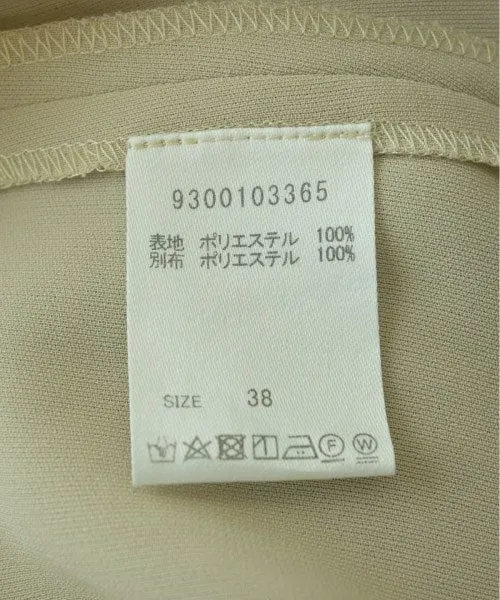 9300103365
表地 ポリエステル 100%
別布 ポリエステル 100%
SIZE 38
F W